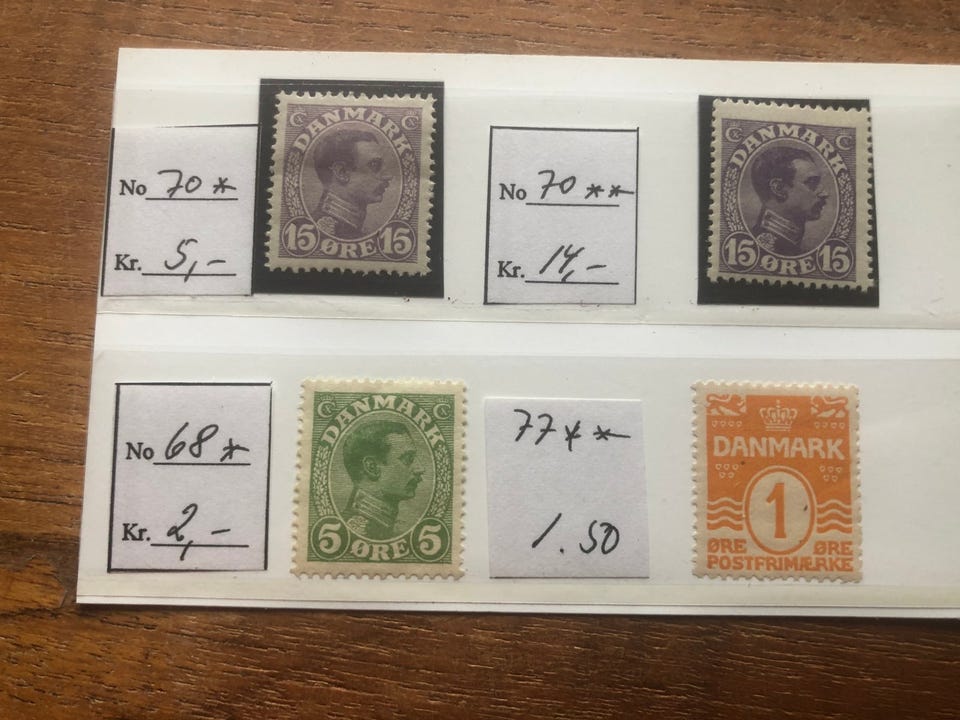 No 70 *
Kr. 5,-
C C
DANMARK
15 ØRE 15
No 70 **
Kr. 14,-
C C
DANMARK
15 ØRE 15
No 68 *
Kr. 2,-
C C
DANMARK
5 ØRE 5
77 **
1.50
DANMARK
1
ØRE ØRE
POSTFRIMÆRKE